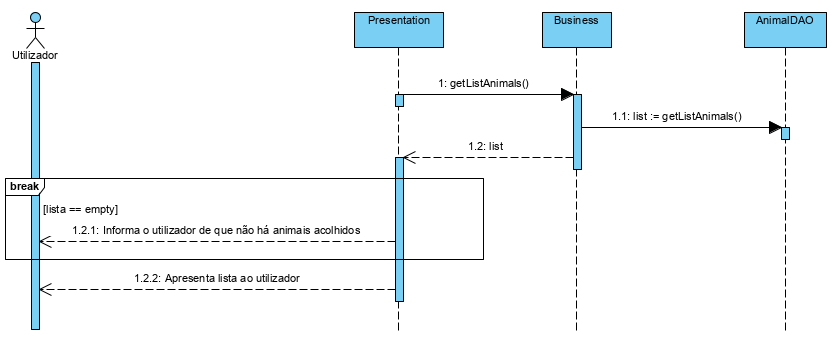 Presentation
Business
AnimalDAO
Utilizador
1: getListAnimals()
1.1: list := getListAnimals()
1.2: list
break
[lista == empty]
1.2.1: Informa o utilizador de que não há animais acolhidos
1.2.2: Apresenta lista ao utilizador